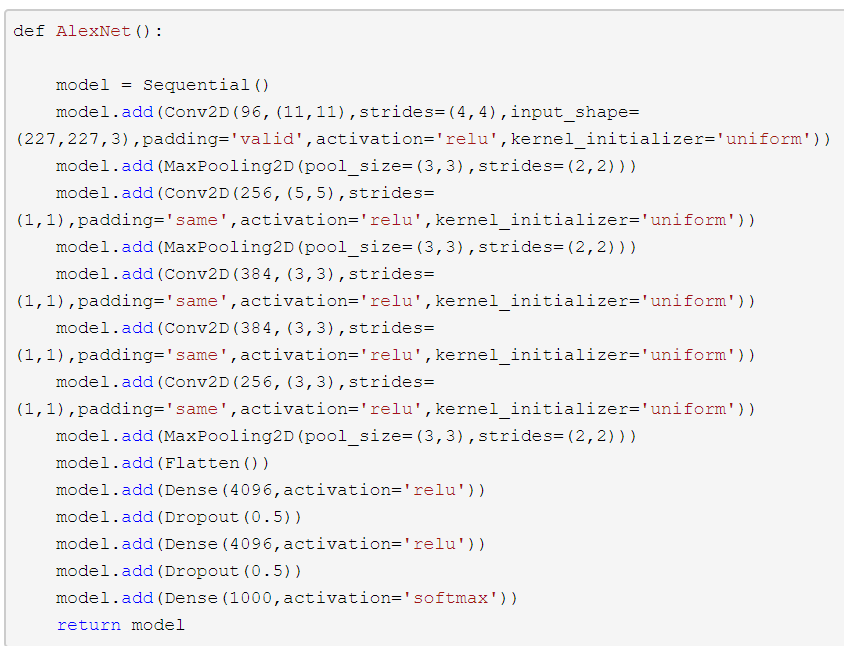 def AlexNet():
    model = Sequential()
    model.add(Conv2D(96,(11,11),strides=(4,4),input_shape=
(227,227,3),padding='valid',activation='relu',kernel_initializer='uniform'))
    model.add(MaxPooling2D(pool_size=(3,3),strides=(2,2)))
    model.add(Conv2D(256,(5,5),strides=
(1,1),padding='same',activation='relu',kernel_initializer='uniform'))
    model.add(MaxPooling2D(pool_size=(3,3),strides=(2,2)))
    model.add(Conv2D(384,(3,3),strides=
(1,1),padding='same',activation='relu',kernel_initializer='uniform'))
    model.add(Conv2D(384,(3,3),strides=
(1,1),padding='same',activation='relu',kernel_initializer='uniform'))
    model.add(Conv2D(256,(3,3),strides=
(1,1),padding='same',activation='relu',kernel_initializer='uniform'))
    model.add(MaxPooling2D(pool_size=(3,3),strides=(2,2)))
    model.add(Flatten())
    model.add(Dense(4096,activation='relu'))
    model.add(Dropout(0.5))
    model.add(Dense(4096,activation='relu'))
    model.add(Dropout(0.5))
    model.add(Dense(1000,activation='softmax'))
    return model